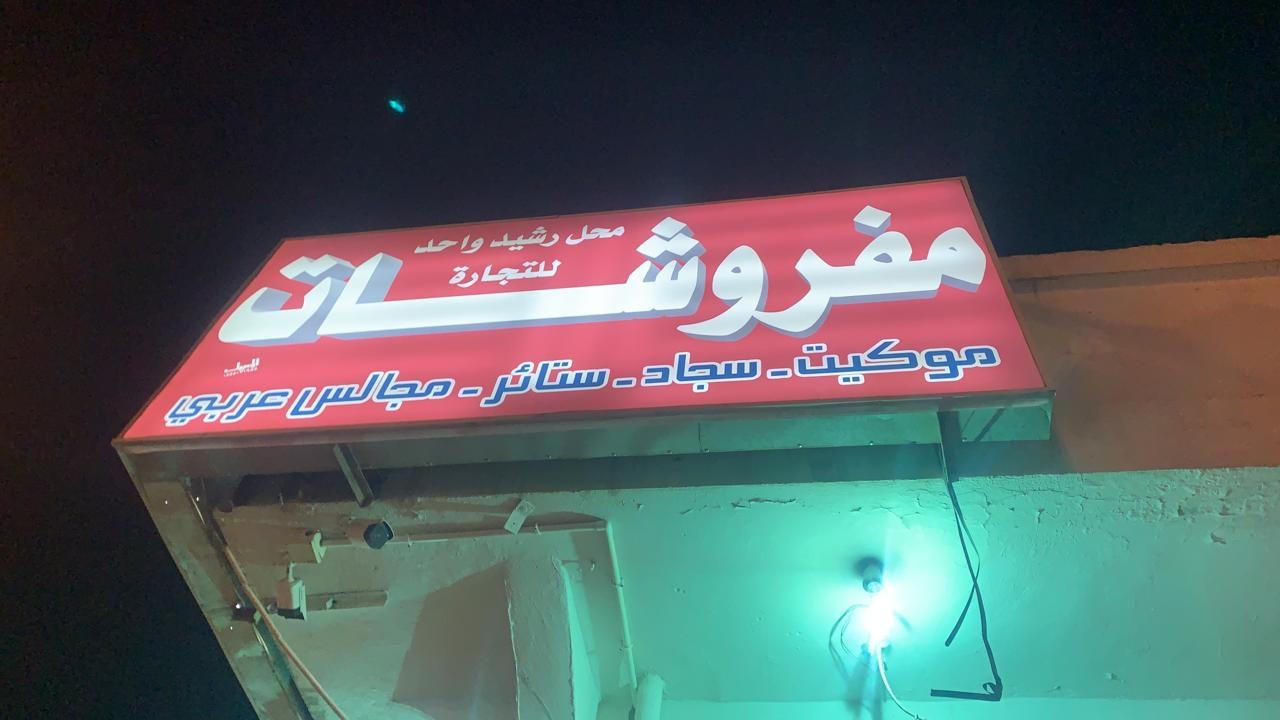 محل رشيد واحد
للتجارة
مفروشات
موكيت - سجاد - ستائر - مجالس عربي